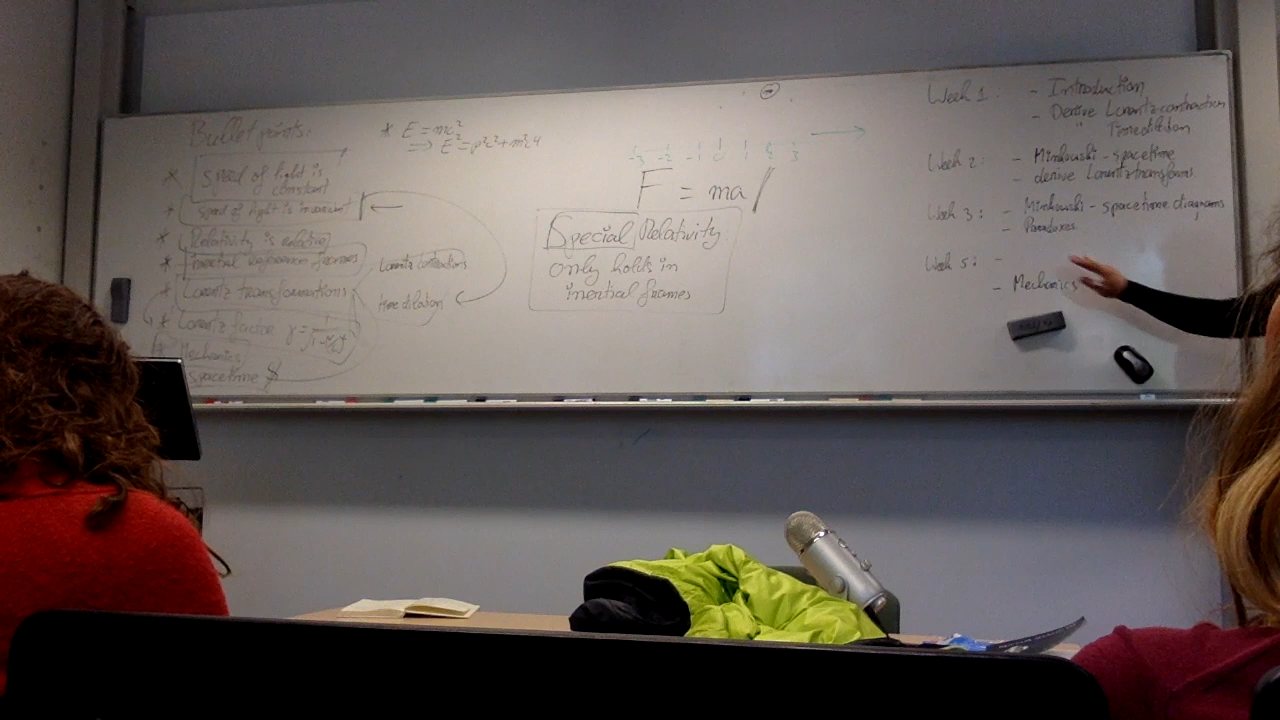 Bullet points:
* Speed of light is
constant
* speed of light is invariant
* Relativity is
* inertial reference frames
* Lorentz transformations
* Lorentz factor γ =
* Mechanics
spacetime
* E = mc²
=> E² = p²c² + m²c⁴
Lorentz contractions
time dilation
-3 -2 -1 0 1 2 3
F = ma
Special Relativity
only holds in
inertial frames
Week 1: - Introduction
- Derive Lorentz contraction
" Time dilation
Week 2: - Minkowski - spacetime
- derive Lorentz transforms
Week 3: - Minkowski - spacetime diagrams
- Paradoxes
Week 5: -
- Mechanics